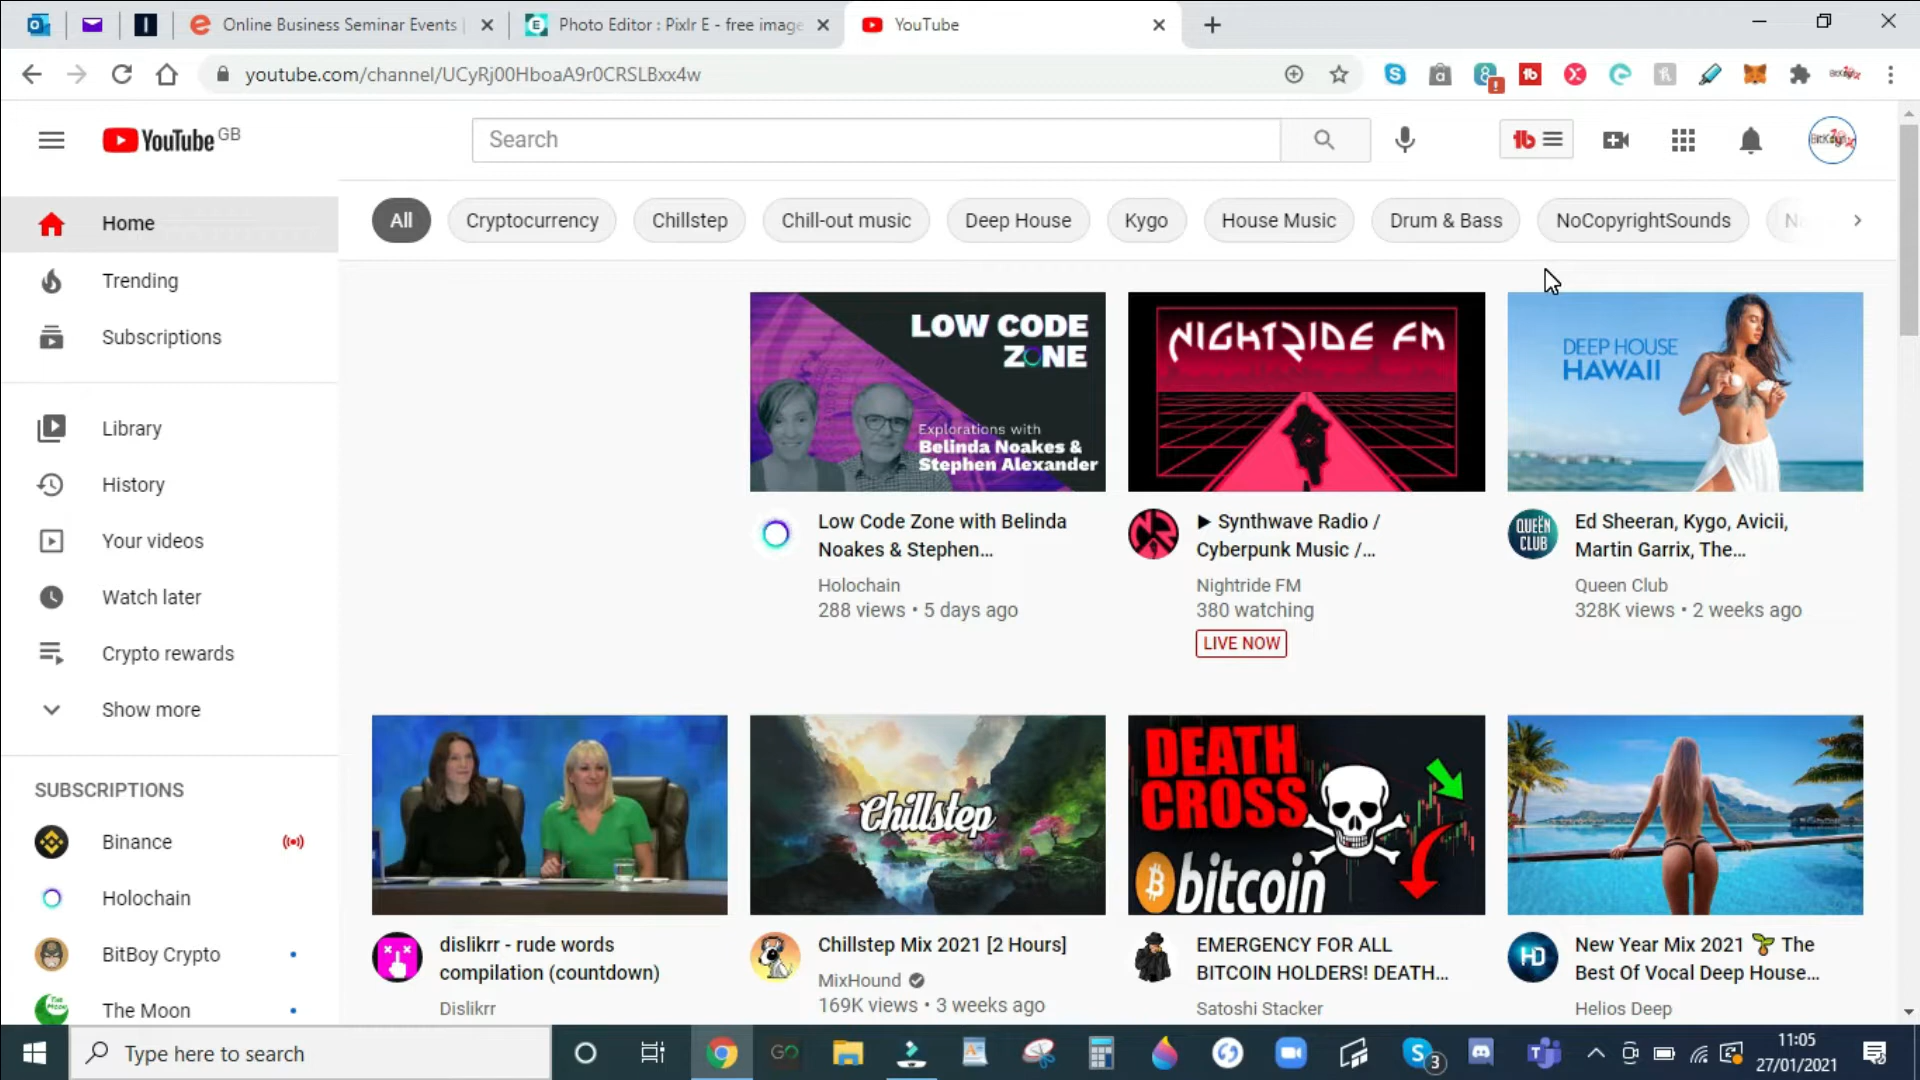 Online Business Seminar Events |
Photo Editor : Pixlr E - free image
YouTube
youtube.com/channel/UCyRj00HboaA9r0CRSLBxx4w
YouTube GB
Search
Home
Trending
Subscriptions
Library
History
Your videos
Watch later
Crypto rewards
Show more
SUBSCRIPTIONS
Binance
Holochain
BitBoy Crypto
The Moon
All
Cryptocurrency
Chillstep
Chill-out music
Deep House
Kygo
House Music
Drum & Bass
NoCopyrightSounds
LOW CODE
ZONE
Explorations with
Belinda Noakes &
Stephen Alexander
Low Code Zone with Belinda
Noakes & Stephen...
Holochain
288 views • 5 days ago
NIGHTRIDE FM
▶ Synthwave Radio /
Cyberpunk Music /...
Nightride FM
380 watching
LIVE NOW
DEEP HOUSE
HAWAII
QUEEN
CLUB
Ed Sheeran, Kygo, Avicii,
Martin Garrix, The...
Queen Club
328K views • 2 weeks ago
dislikrr - rude words
compilation (countdown)
Dislikrr
Chillstep
Chillstep Mix 2021 [2 Hours]
MixHound
169K views • 3 weeks ago
DEATH
CROSS
bitcoin
EMERGENCY FOR ALL
BITCOIN HOLDERS! DEATH...
Satoshi Stacker
HD
New Year Mix 2021 🌱 The
Best Of Vocal Deep House...
Helios Deep
Type here to search
GO
3
11:05
27/01/2021